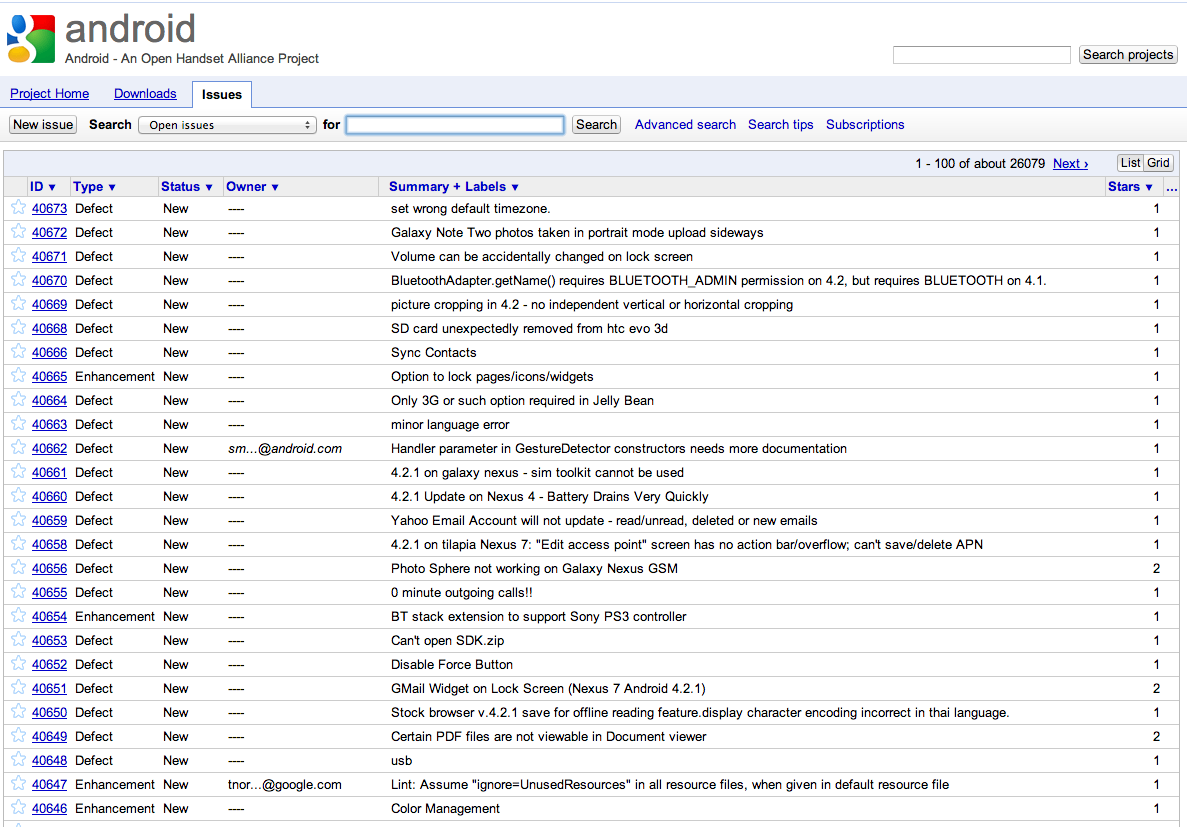 android
Android - An Open Handset Alliance Project
Search projects
Project Home Downloads Issues
New issue Search Open issues for Search Advanced search Search tips Subscriptions
1 - 100 of about 26079 Next › List Grid
ID ▼ Type ▼ Status ▼ Owner ▼ Summary + Labels ▼ Stars ▼ ...
40673 Defect New ---- set wrong default timezone. 1
40672 Defect New ---- Galaxy Note Two photos taken in portrait mode upload sideways 1
40671 Defect New ---- Volume can be accidentally changed on lock screen 1
40670 Defect New ---- BluetoothAdapter.getName() requires BLUETOOTH_ADMIN permission on 4.2, but requires BLUETOOTH on 4.1. 1
40669 Defect New ---- picture cropping in 4.2 - no independent vertical or horizontal cropping 1
40668 Defect New ---- SD card unexpectedly removed from htc evo 3d 1
40666 Defect New ---- Sync Contacts 1
40665 Enhancement New ---- Option to lock pages/icons/widgets 1
40664 Defect New ---- Only 3G or such option required in Jelly Bean 1
40663 Defect New ---- minor language error 1
40662 Defect New sm...@android.com Handler parameter in GestureDetector constructors needs more documentation 1
40661 Defect New ---- 4.2.1 on galaxy nexus - sim toolkit cannot be used 1
40660 Defect New ---- 4.2.1 Update on Nexus 4 - Battery Drains Very Quickly 1
40659 Defect New ---- Yahoo Email Account will not update - read/unread, deleted or new emails 1
40658 Defect New ---- 4.2.1 on tilapia Nexus 7: "Edit access point" screen has no action bar/overflow; can't save/delete APN 1
40656 Defect New ---- Photo Sphere not working on Galaxy Nexus GSM 2
40655 Defect New ---- 0 minute outgoing calls!! 1
40654 Enhancement New ---- BT stack extension to support Sony PS3 controller 1
40653 Defect New ---- Can't open SDK.zip 1
40652 Defect New ---- Disable Force Button 1
40651 Defect New ---- GMail Widget on Lock Screen (Nexus 7 Android 4.2.1) 2
40650 Defect New ---- Stock browser v.4.2.1 save for offline reading feature.display character encoding incorrect in thai language. 1
40649 Defect New ---- Certain PDF files are not viewable in Document viewer 2
40648 Defect New ---- usb 1
40647 Enhancement New tnor...@google.com Lint: Assume "ignore=UnusedResources" in all resource files, when given in default resource file 1
40646 Enhancement New ---- Color Management 1